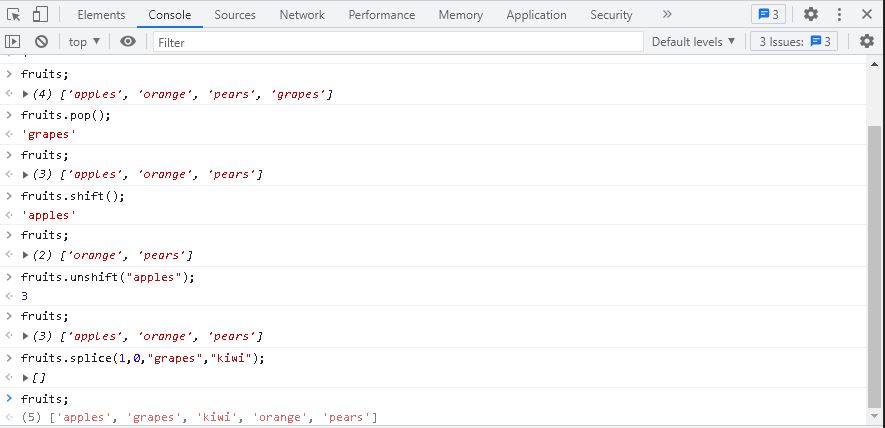 Elements Console Sources Network Performance Memory Application Security » 3
top ▼ Filter Default levels ▼ 3 Issues: 3
> fruits;
< ▶ (4) ['apples', 'orange', 'pears', 'grapes']
> fruits.pop();
< 'grapes'
> fruits;
< ▶ (3) ['apples', 'orange', 'pears']
> fruits.shift();
< 'apples'
> fruits;
< ▶ (2) ['orange', 'pears']
> fruits.unshift("apples");
< 3
> fruits;
< ▶ (3) ['apples', 'orange', 'pears']
> fruits.splice(1,0,"grapes","kiwi");
< ▶ []
> fruits;
< (5) ['apples', 'grapes', 'kiwi', 'orange', 'pears']